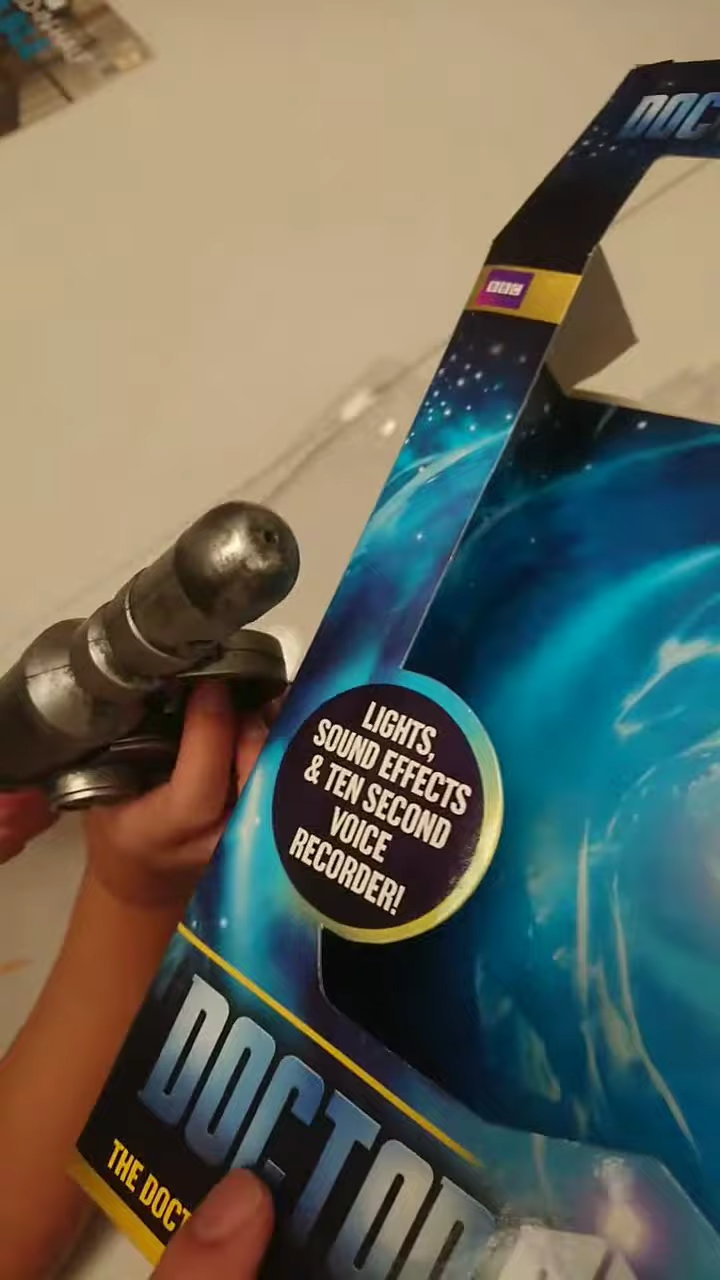 DOC
BBC
LIGHTS,
SOUND EFFECTS
& TEN SECOND
VOICE
RECORDER!
DOCTOR
THE DOCT